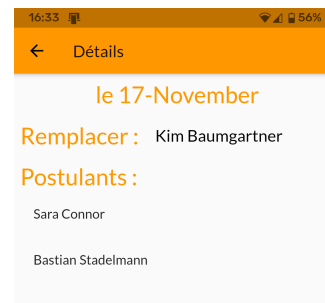 16:33 56%
Détails
le 17-November
Remplacer : Kim Baumgartner
Postulants :
Sara Connor
Bastian Stadelmann